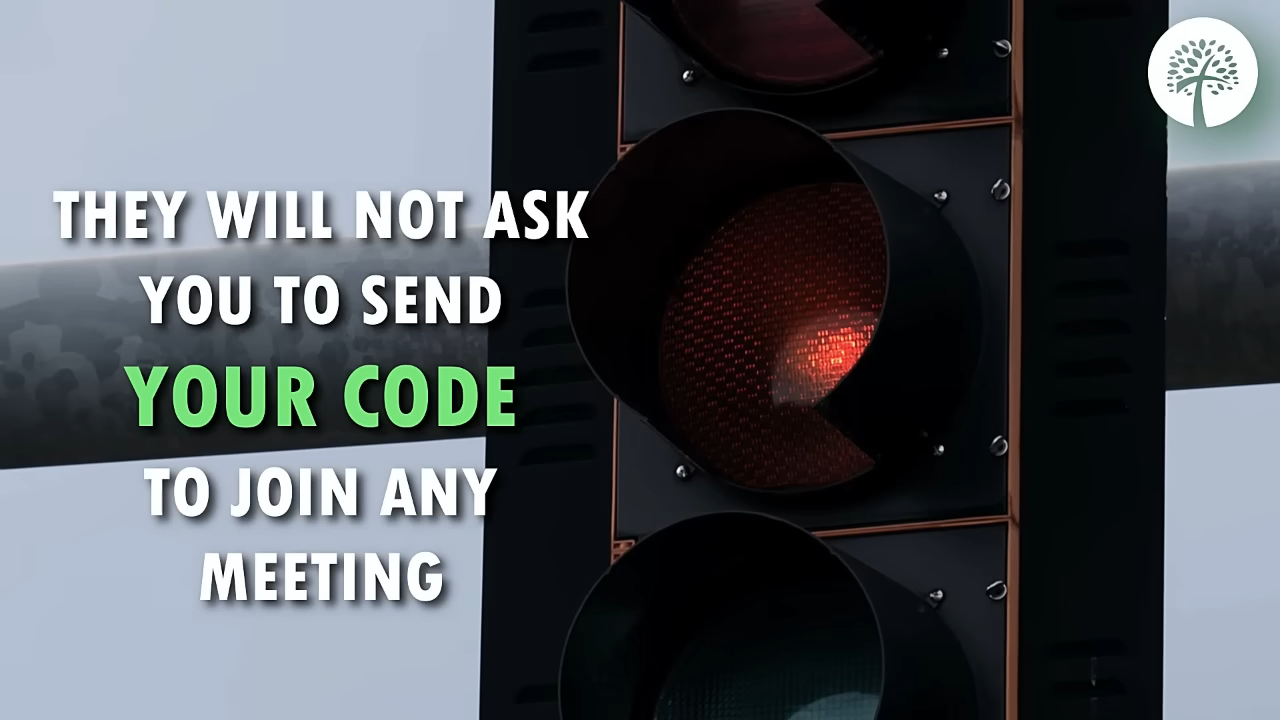 THEY WILL NOT ASK
YOU TO SEND
YOUR CODE
TO JOIN ANY
MEETING